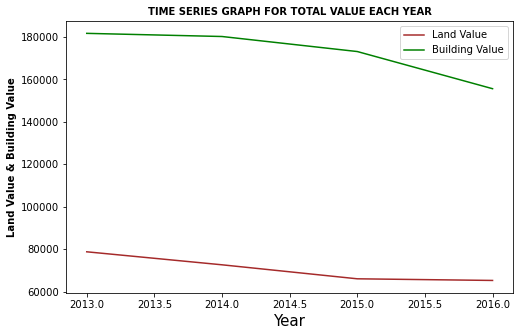 TIME SERIES GRAPH FOR TOTAL VALUE EACH YEAR
Land Value
Building Value
Land Value & Building Value
180000
160000
140000
120000
100000
80000
60000
2013.0 2013.5 2014.0 2014.5 2015.0 2015.5 2016.0
Year